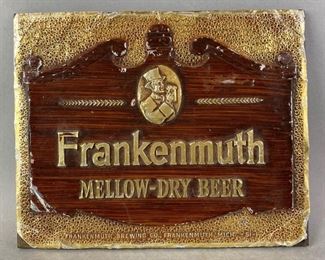 Frankenmuth
MELLOW-DRY BEER
FRANKENMUTH BREWING CO., FRANKENMUTH, MICH.